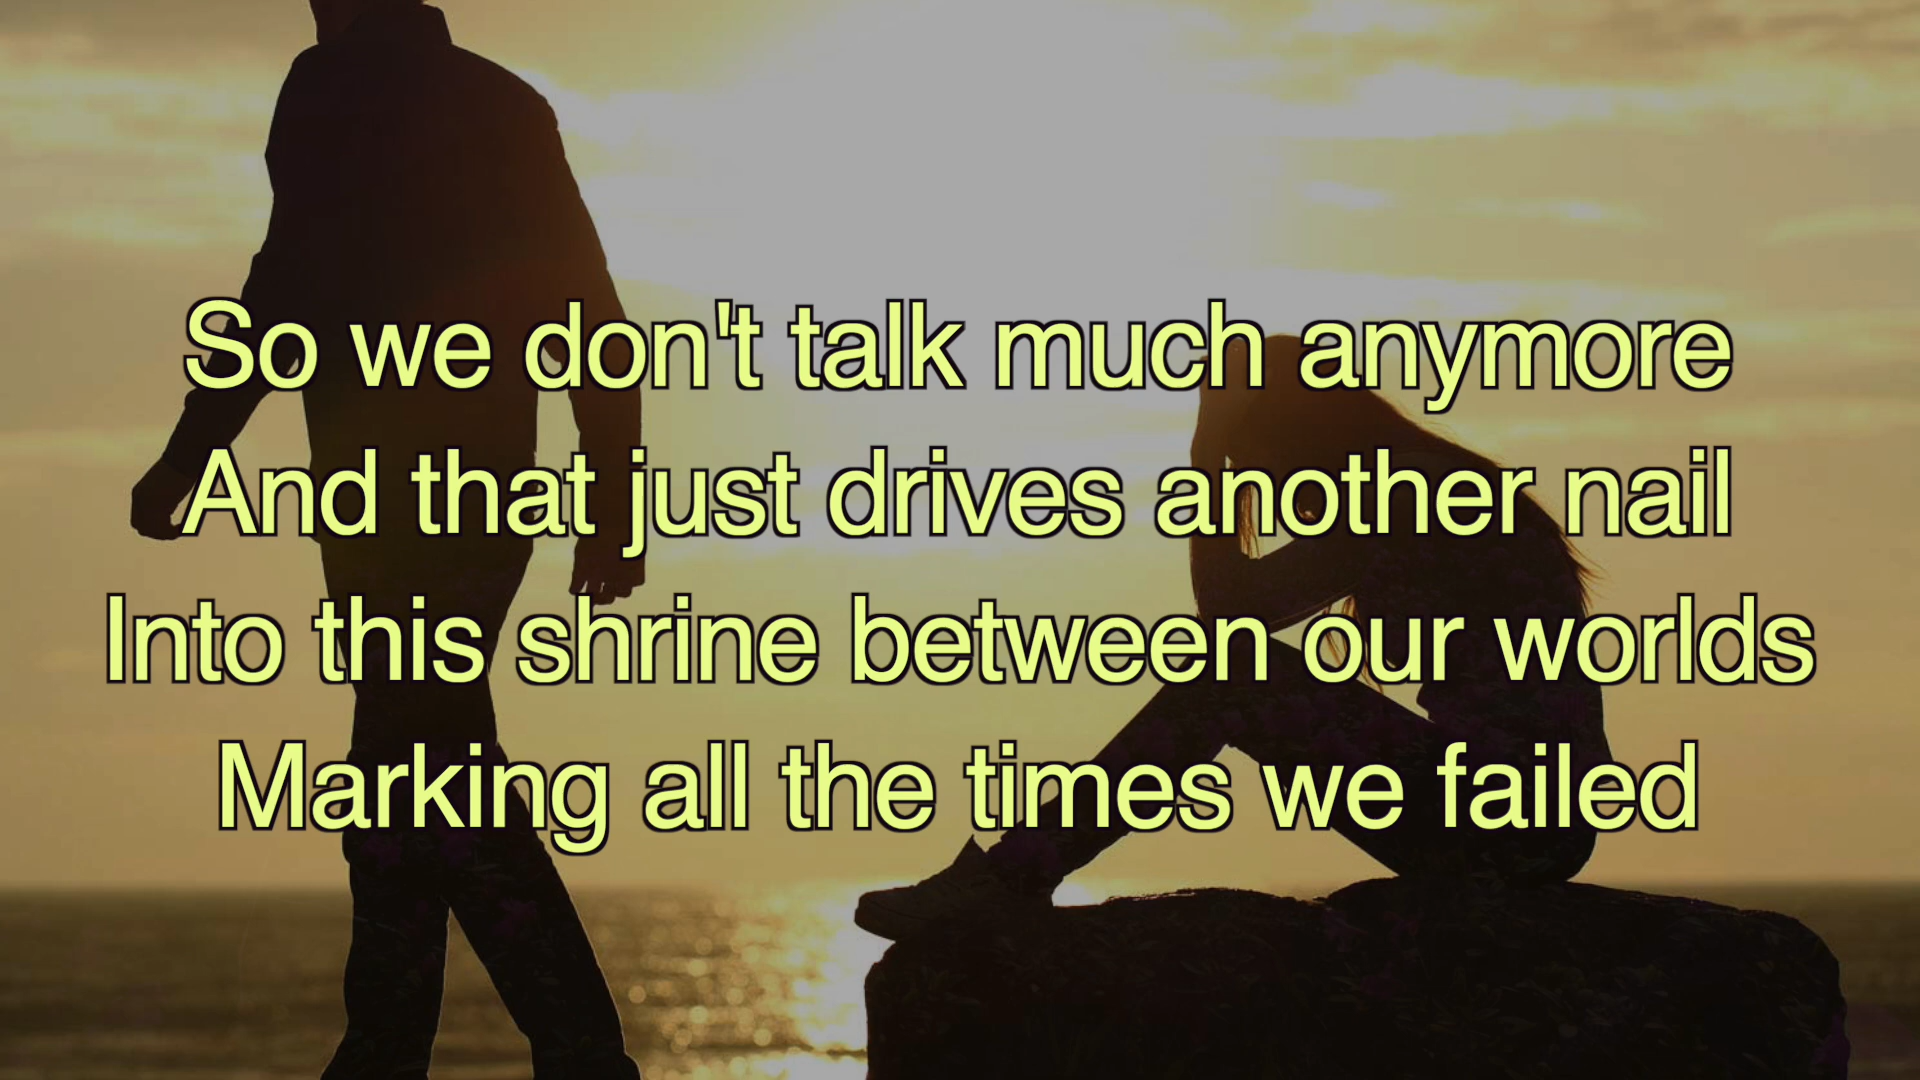 So we don't talk much anymore
And that just drives another nail
Into this shrine between our worlds
Marking all the times we failed